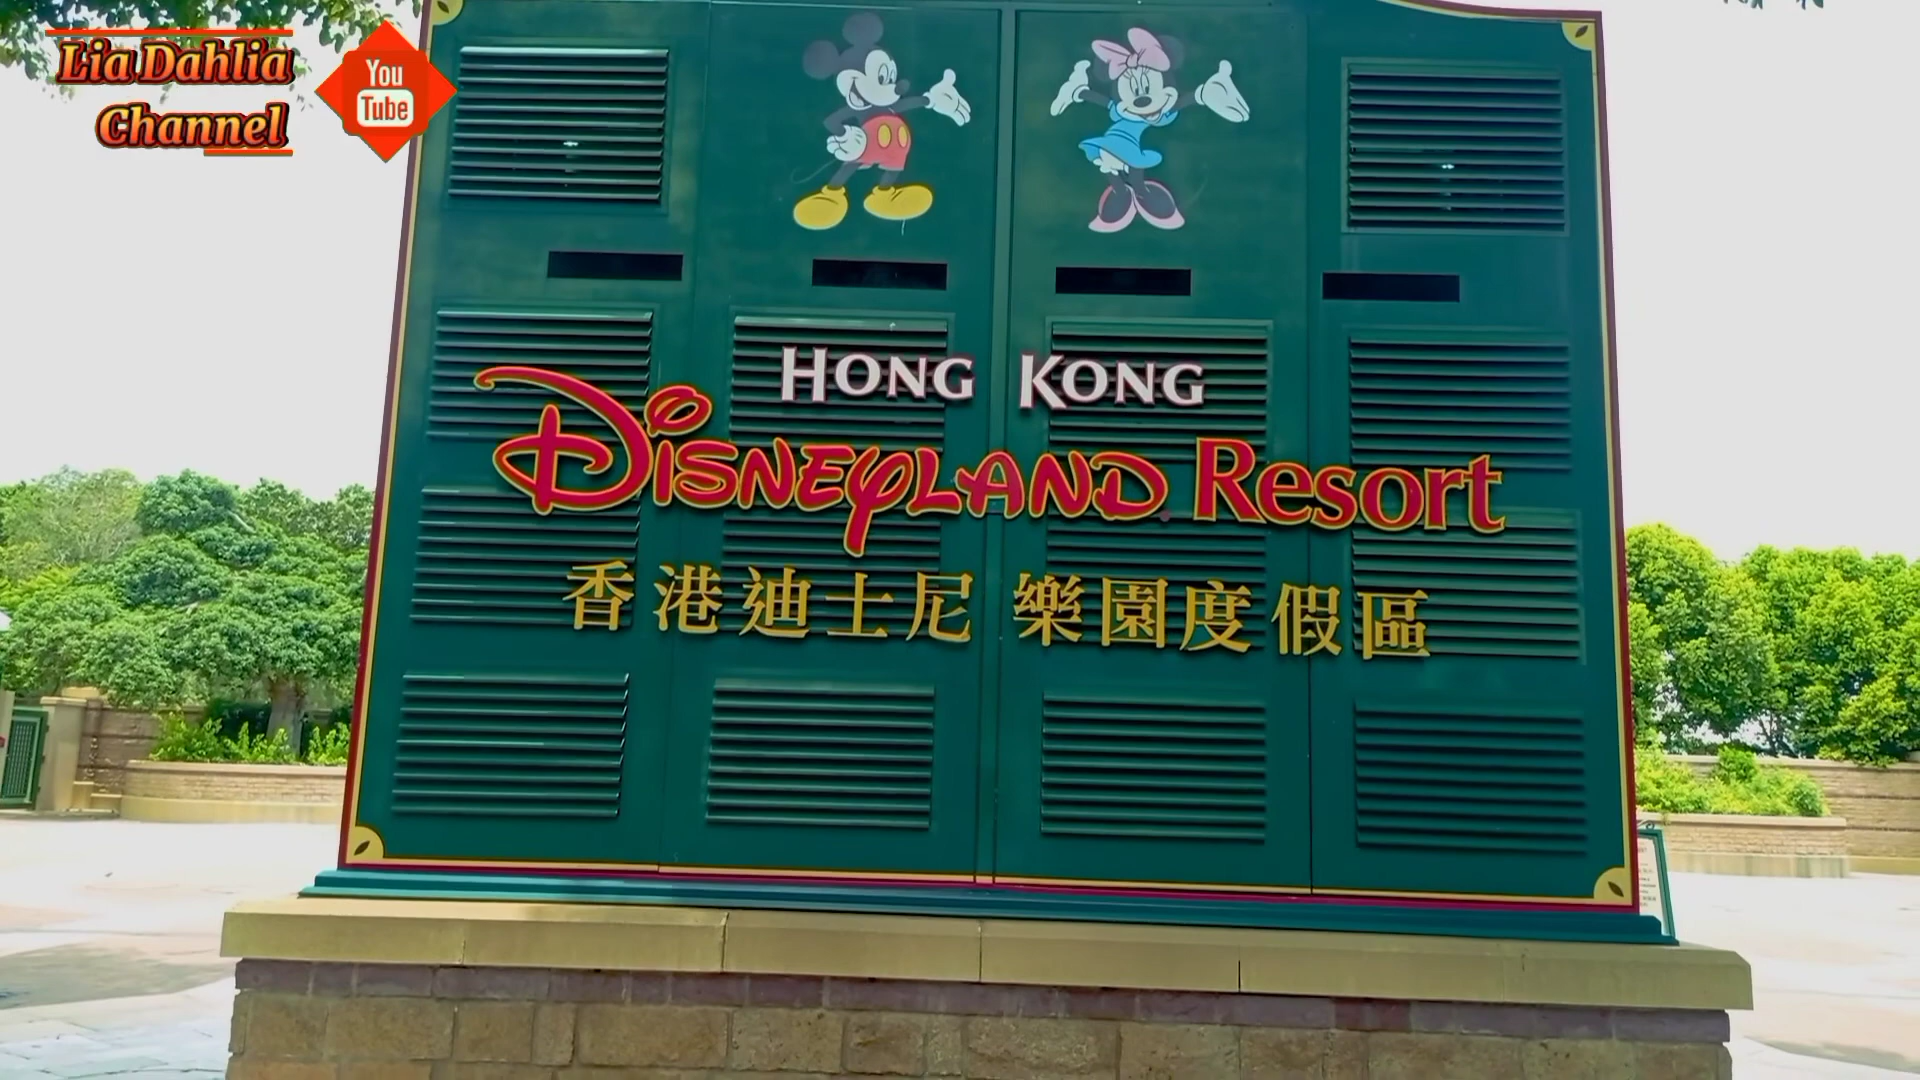 Lia Dahlia
Channel
You
Tube
HONG KONG
DISNEYLAND Resort
香港迪士尼 樂園度假區